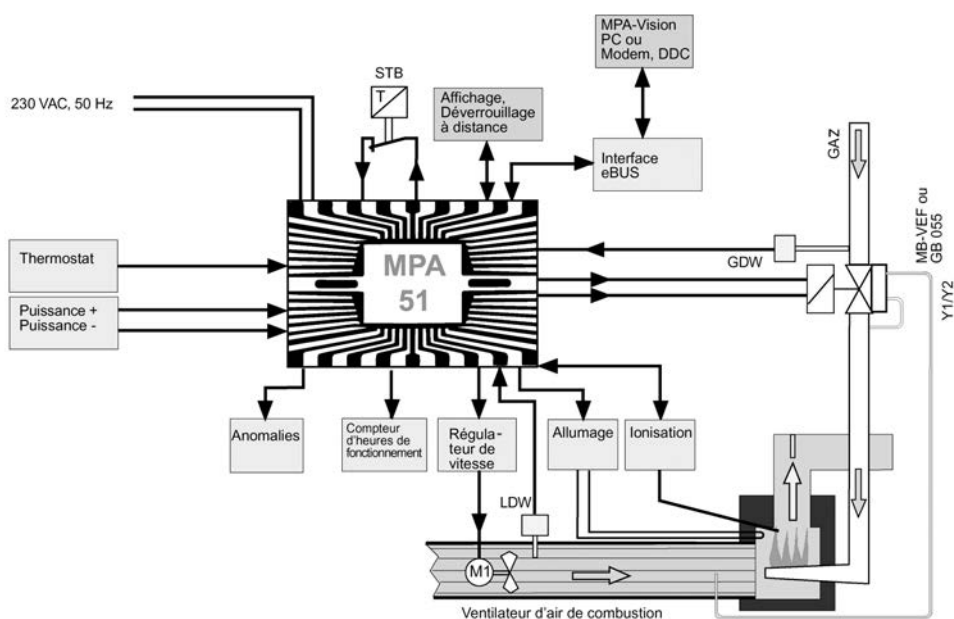 MPA-Vision
PC ou
Modem, DDC
STB
T
230 VAC, 50 Hz
Affichage,
Déverrouillage
à distance
Interface
eBUS
GAZ
MB-VEF ou
GB 055
Y1/Y2
GDW
Thermostat
MPA
51
Puissance +
Puissance -
Anomalies
Compteur
d'heures de
fonctionnement
Régula-
teur de
vitesse
Allumage
Ionisation
LDW
M1
Ventilateur d'air de combustion